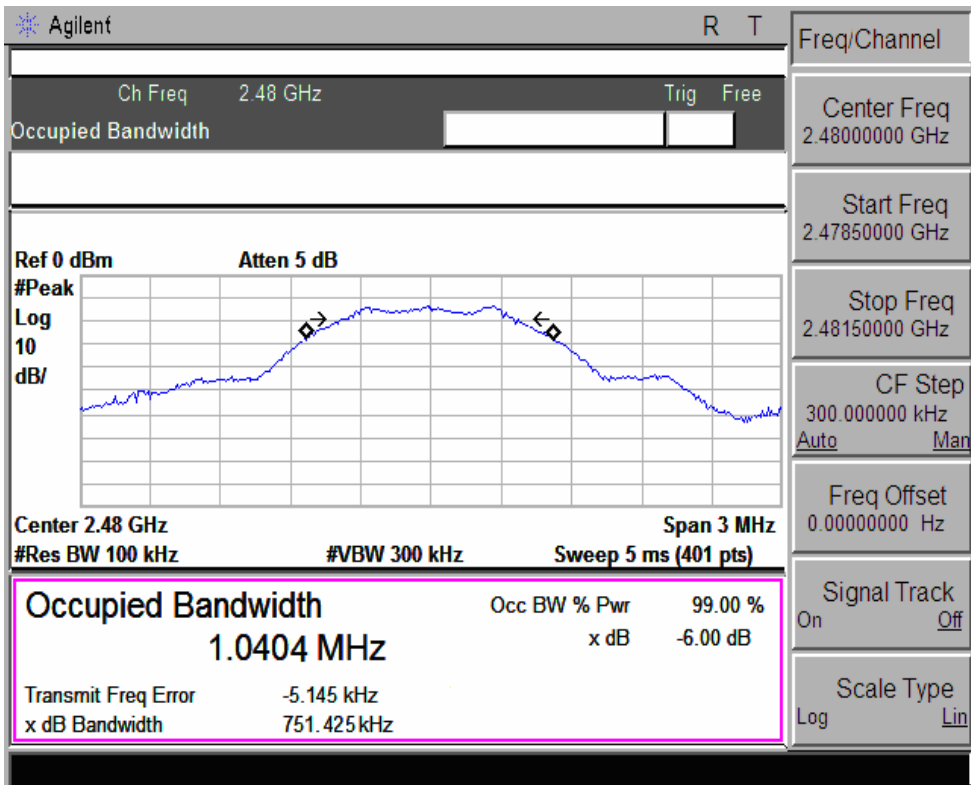 Agilent R T
Ch Freq 2.48 GHz Trig Free
Occupied Bandwidth
Ref 0 dBm Atten 5 dB
#Peak
Log
10
dB/
Center 2.48 GHz Span 3 MHz
#Res BW 100 kHz #VBW 300 kHz Sweep 5 ms (401 pts)
Occupied Bandwidth Occ BW % Pwr 99.00 %
1.0404 MHz x dB -6.00 dB
Transmit Freq Error -5.145 kHz
x dB Bandwidth 751.425 kHz
Freq/Channel
Center Freq
2.48000000 GHz
Start Freq
2.47850000 GHz
Stop Freq
2.48150000 GHz
CF Step
300.000000 kHz
Auto Man
Freq Offset
0.00000000 Hz
Signal Track
On Off
Scale Type
Log Lin